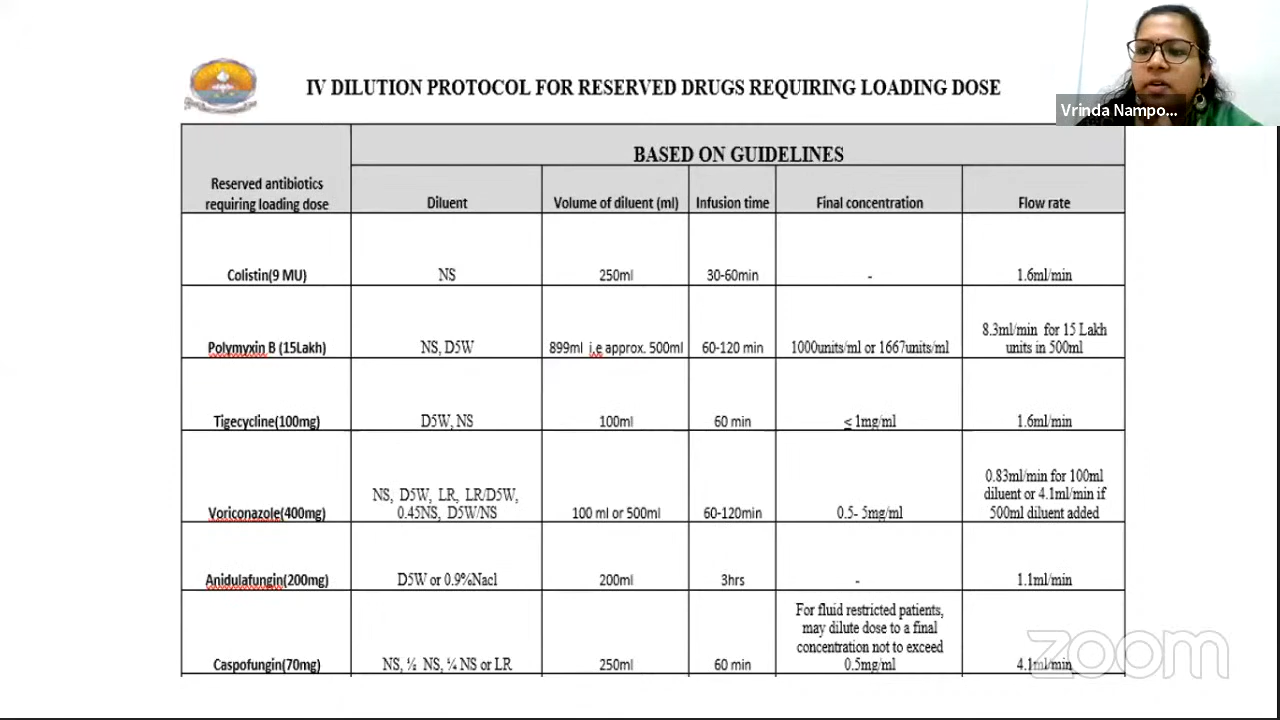 Vrinda Nampo...
IV DILUTION PROTOCOL FOR RESERVED DRUGS REQUIRING LOADING DOSE
Reserved antibiotics
requiring loading dose
BASED ON GUIDELINES
Diluent
Volume of diluent (ml)
Infusion time
Final concentration
Flow rate
Colistin(9 MU)
NS
250ml
30-60min
-
1.6ml/min
Polymyxin B (15Lakh)
NS, D5W
899ml i,e approx. 500ml
60-120 min
1000units/ml or 1667units/ml
8.3ml/min for 15 Lakh
units in 500ml
Tigecycline(100mg)
D5W, NS
100ml
60 min
≤ 1mg/ml
1.6ml/min
Voriconazole(400mg)
NS, D5W, LR, LR/D5W,
0.45NS, D5W/NS
100 ml or 500ml
60-120min
0.5- 5mg/ml
0.83ml/min for 100ml
diluent or 4.1ml/min if
500ml diluent added
Anidulafungin(200mg)
D5W or 0.9%Nacl
200ml
3hrs
-
1.1ml/min
Caspofungin(70mg)
NS, ½ NS, ¼ NS or LR
250ml
60 min
For fluid restricted patients,
may dilute dose to a final
concentration not to exceed
0.5mg/ml
4.1ml/min
zoom